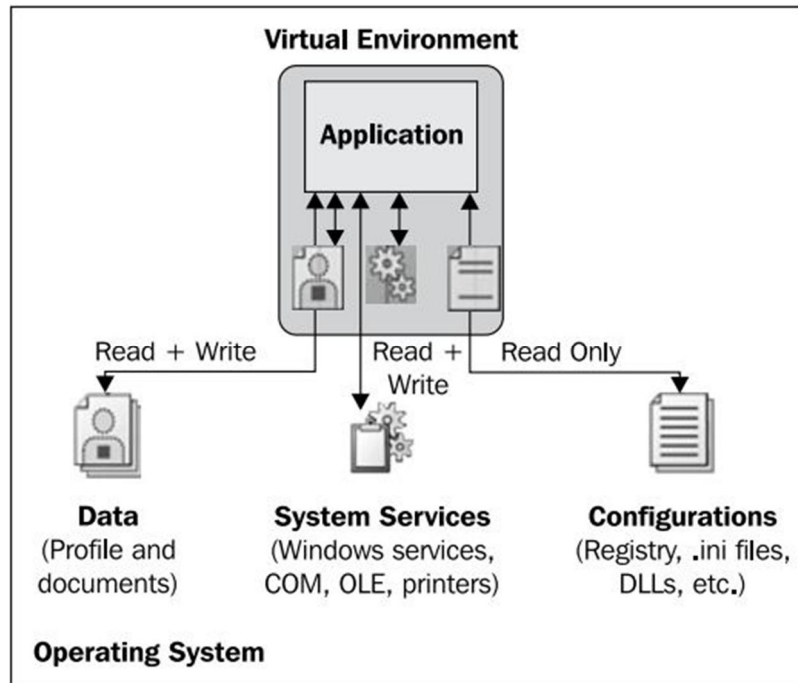 Virtual Environment
Application
Read + Write
Read +
Write
Read Only
Data
(Profile and
documents)
System Services
(Windows services,
COM, OLE, printers)
Configurations
(Registry, .ini files,
DLLs, etc.)
Operating System